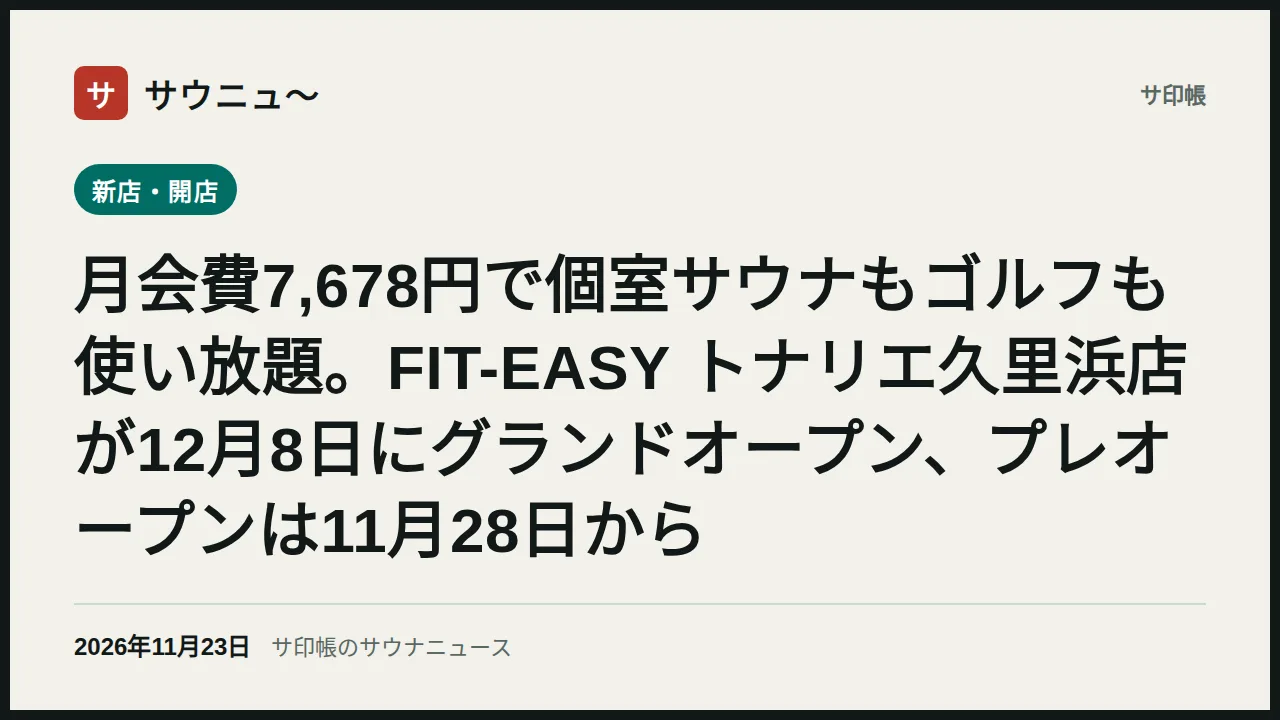 サ サウニュ〜
サ印帳
新店・開店
月会費7,678円で個室サウナもゴルフも
使い放題。FIT-EASY トナリエ久里浜店
が12月8日にグランドオープン、プレオ
ープンは11月28日から
2026年11月23日 サ印帳のサウナニュース